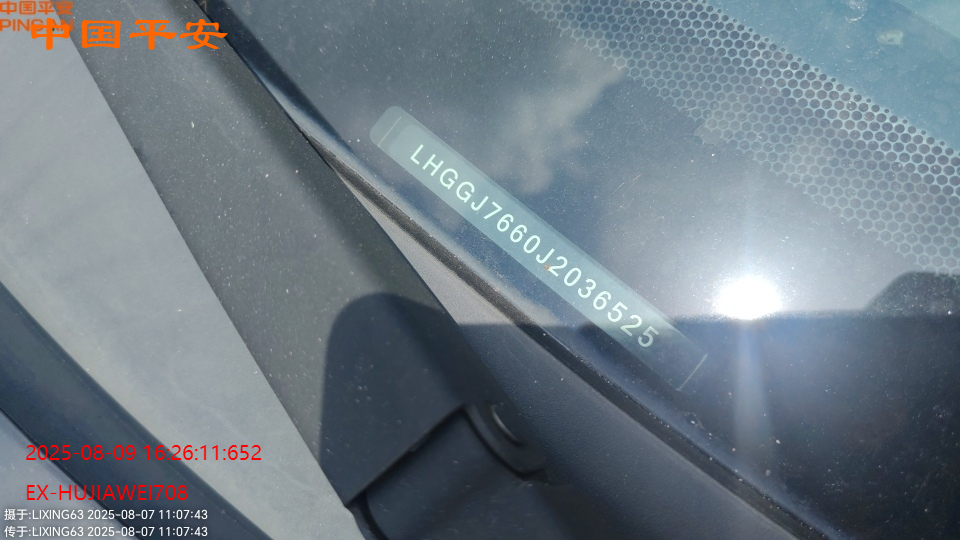 中国平安
PINGAN
中国平安
LHGGJ7660J2036525
2025-08-09 16:26:11:652
EX-HUJIAWEI708
摄于:LIXING63 2025-08-07 11:07:43
传于:LIXING63 2025-08-07 11:07:43